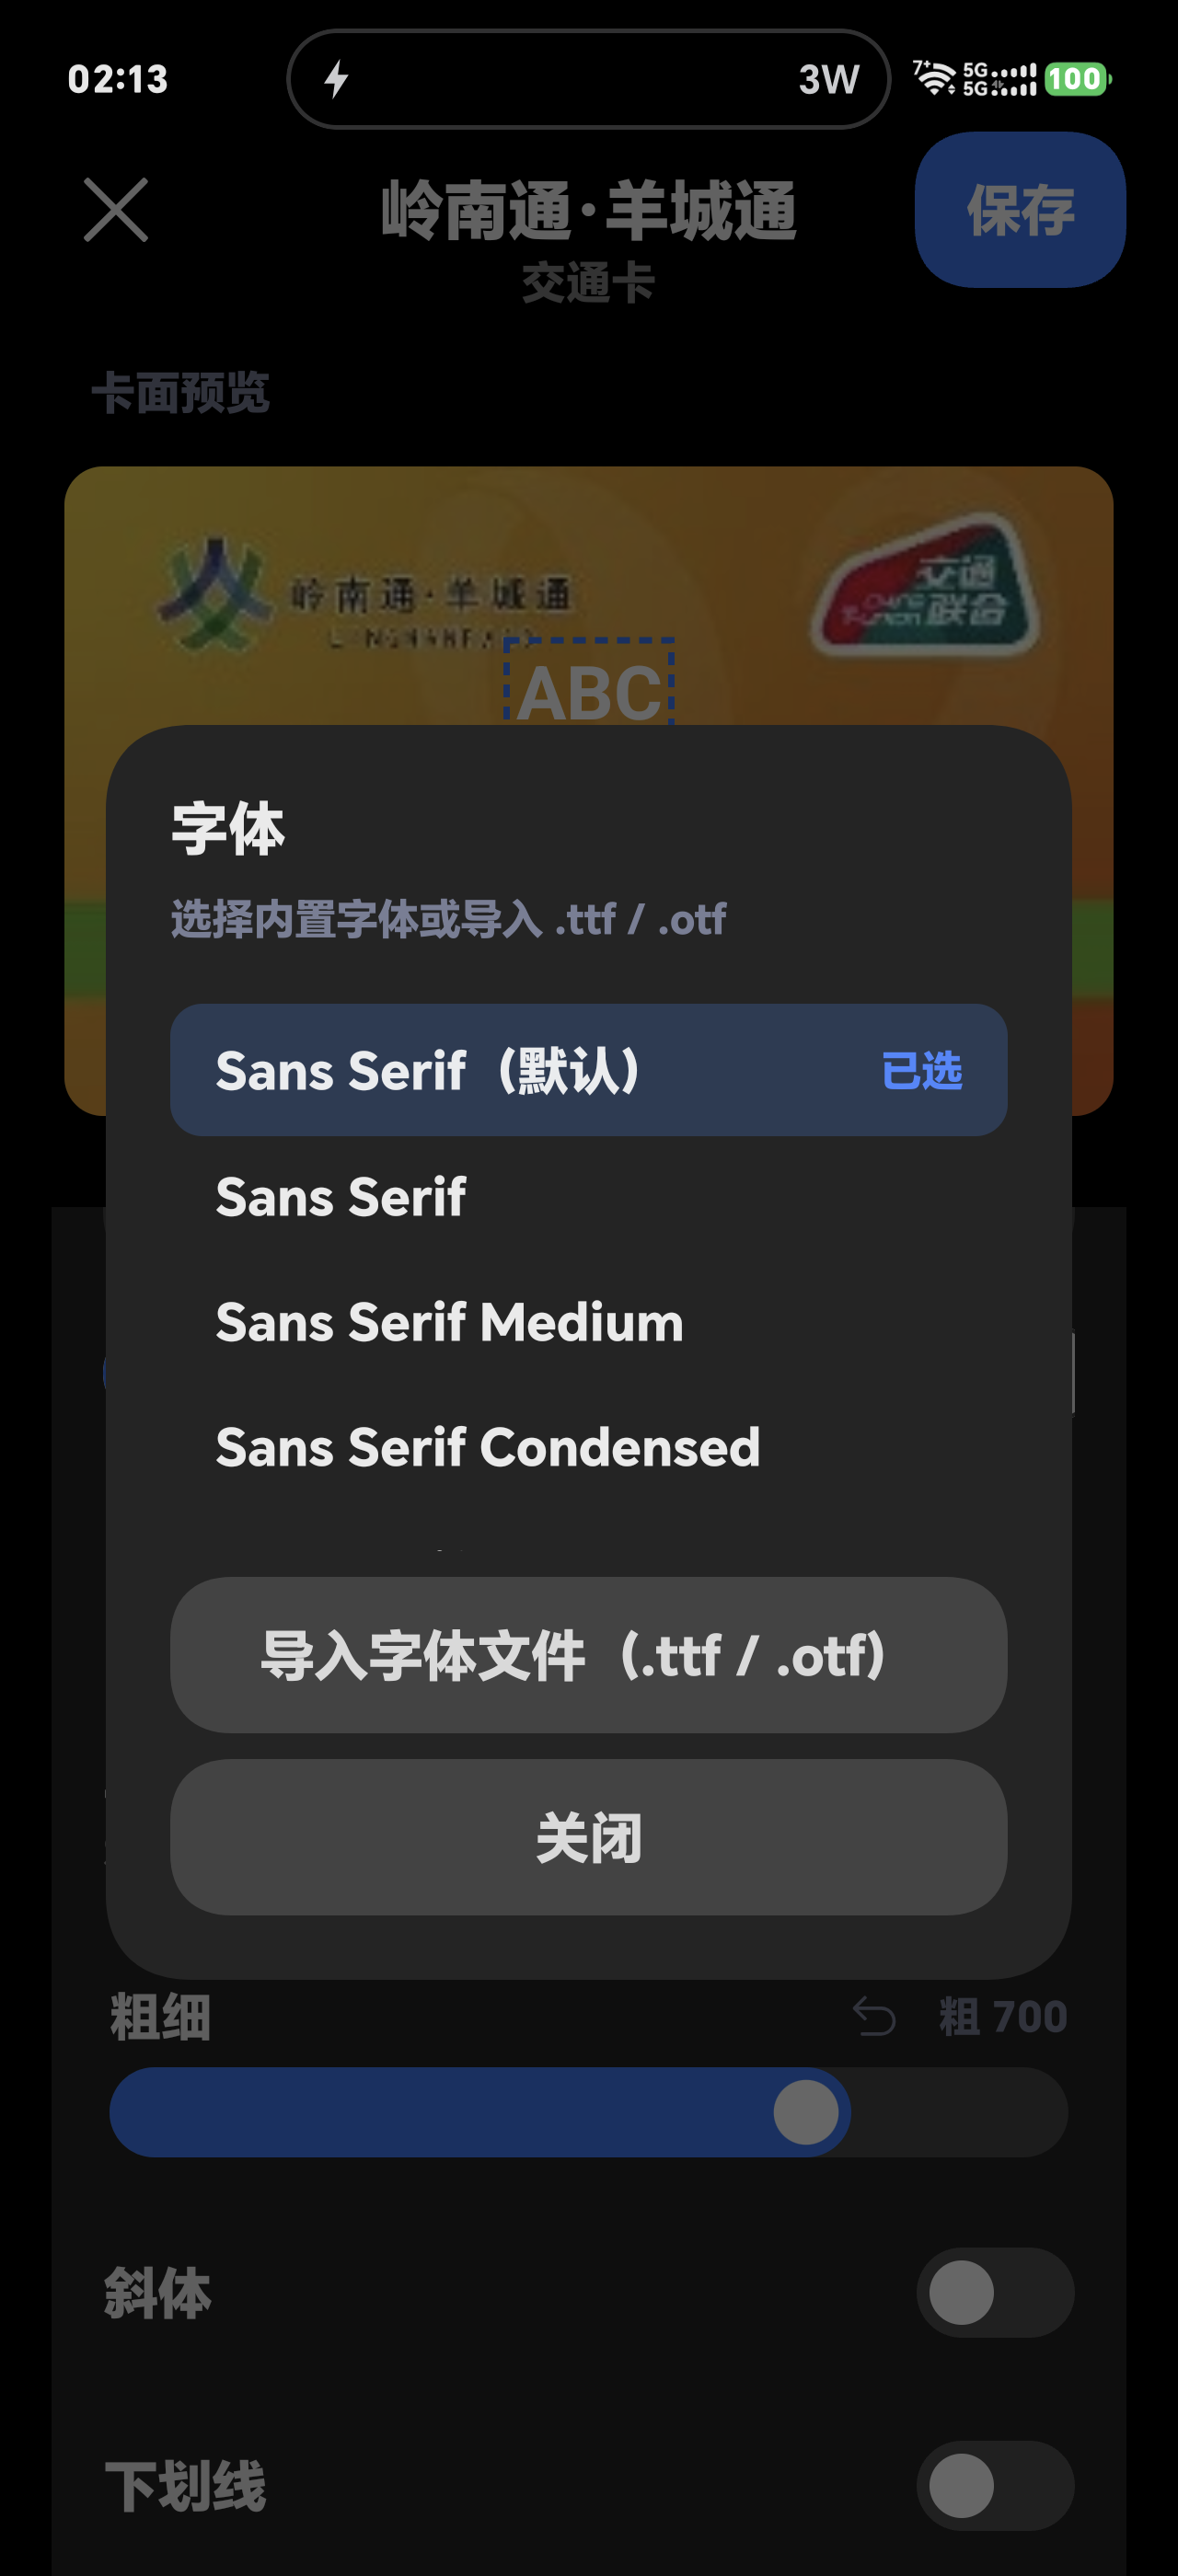 02:13
3W
7+
5G
5G
100
岭南通·羊城通
保存
交通卡
卡面预览
岭南通·羊城通
交通
联合
ABC
字体
选择内置字体或导入 .ttf / .otf
Sans Serif（默认）
已选
Sans Serif
Sans Serif Medium
Sans Serif Condensed
导入字体文件（.ttf / .otf）
关闭
粗细
粗 700
斜体
下划线